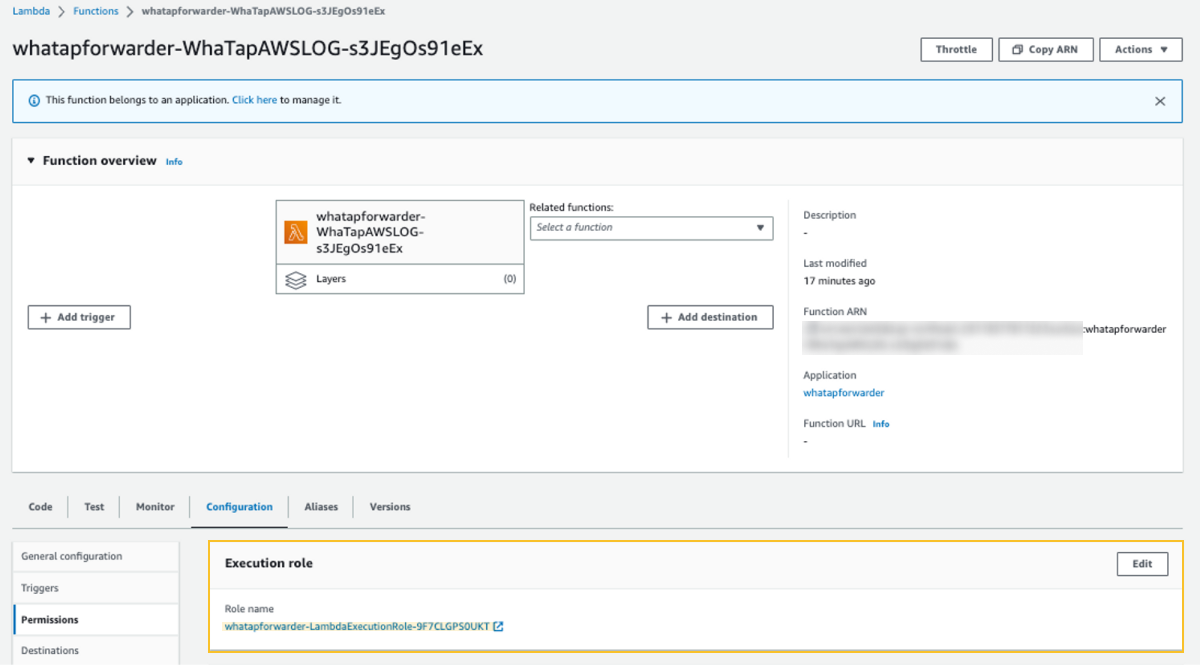 Lambda > Functions > whatapforwarder-WhaTapAWSLOG-s3JEgOs91eEx
whatapforwarder-WhaTapAWSLOG-s3JEgOs91eEx
Throttle
Copy ARN
Actions
This function belongs to an application. Click here to manage it.
Function overview Info
whatapforwarder-
WhaTapAWSLOG-
s3JEgOs91eEx
Layers (0)
Related functions:
Select a function
+ Add trigger
+ Add destination
Description
-
Last modified
17 minutes ago
Function ARN
:whatapforwarder
Application
whatapforwarder
Function URL Info
-
Code
Test
Monitor
Configuration
Aliases
Versions
General configuration
Triggers
Permissions
Destinations
Execution role
Edit
Role name
whatapforwarder-LambdaExecutionRole-9F7CLGPS0UKT